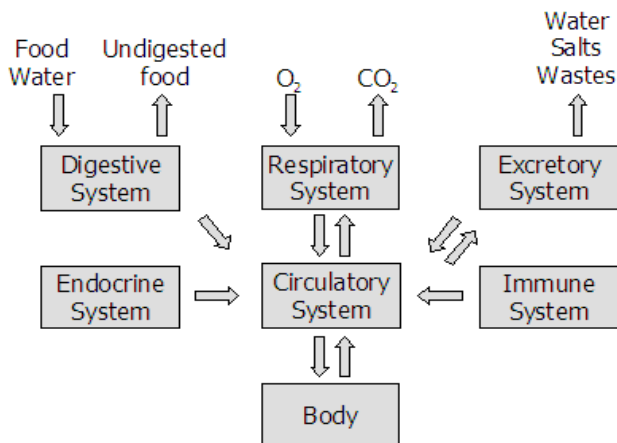 Food
Water
Undigested
food
O₂
CO₂
Water
Salts
Wastes
Digestive
System
Respiratory
System
Excretory
System
Endocrine
System
Circulatory
System
Immune
System
Body